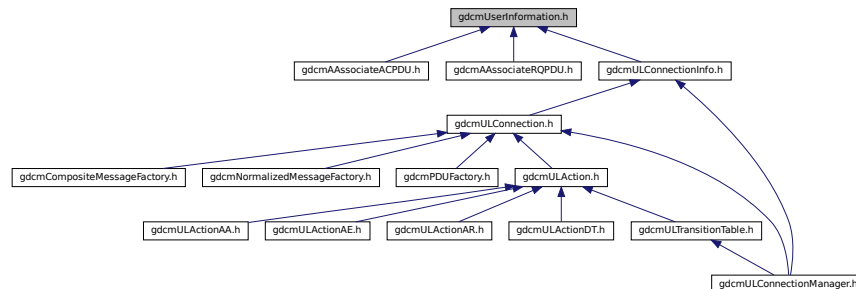 gdcmUserInformation.h
gdcmAAssociateACPDU.h
gdcmAAssociateRQPDU.h
gdcmULConnectionInfo.h
gdcmULConnection.h
gdcmCompositeMessageFactory.h
gdcmNormalizedMessageFactory.h
gdcmPDUFactory.h
gdcmULAction.h
gdcmULActionAA.h
gdcmULActionAE.h
gdcmULActionAR.h
gdcmULActionDT.h
gdcmULTransitionTable.h
gdcmULConnectionManager.h